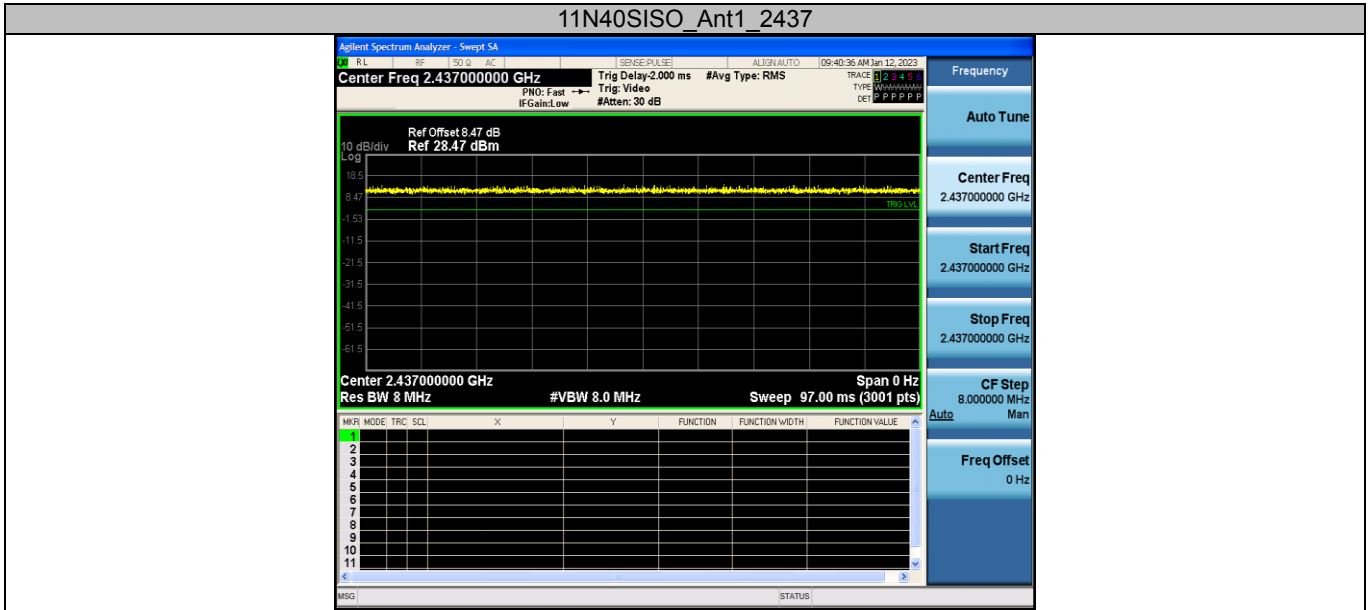 11N40SISO_Ant1_2437
Agilent Spectrum Analyzer - Swept SA
LXI RL RF 50 Ω AC SENSE:PULSE ALIGNAUTO 09:40:36 AM Jan 12, 2023
Center Freq 2.437000000 GHz
PNO: Fast
IFGain:Low
Trig Delay-2.000 ms
Trig: Video
#Atten: 30 dB
#Avg Type: RMS
TRACE 1 2 3 4 5 6
TYPE WWWWWW
DET P P P P P P
Ref Offset 8.47 dB
10 dB/div Ref 28.47 dBm
Log
18.5
8.47
TRIG LVL
-1.53
-11.5
-21.5
-31.5
-41.5
-51.5
-61.5
Center 2.437000000 GHz Span 0 Hz
Res BW 8 MHz #VBW 8.0 MHz Sweep 97.00 ms (3001 pts)
MKR MODE TRC SCL X Y FUNCTION FUNCTION WIDTH FUNCTION VALUE
1
2
3
4
5
6
7
8
9
10
11
MSG STATUS
Frequency
Auto Tune
Center Freq
2.437000000 GHz
Start Freq
2.437000000 GHz
Stop Freq
2.437000000 GHz
CF Step
8.000000 MHz
Auto Man
Freq Offset
0 Hz